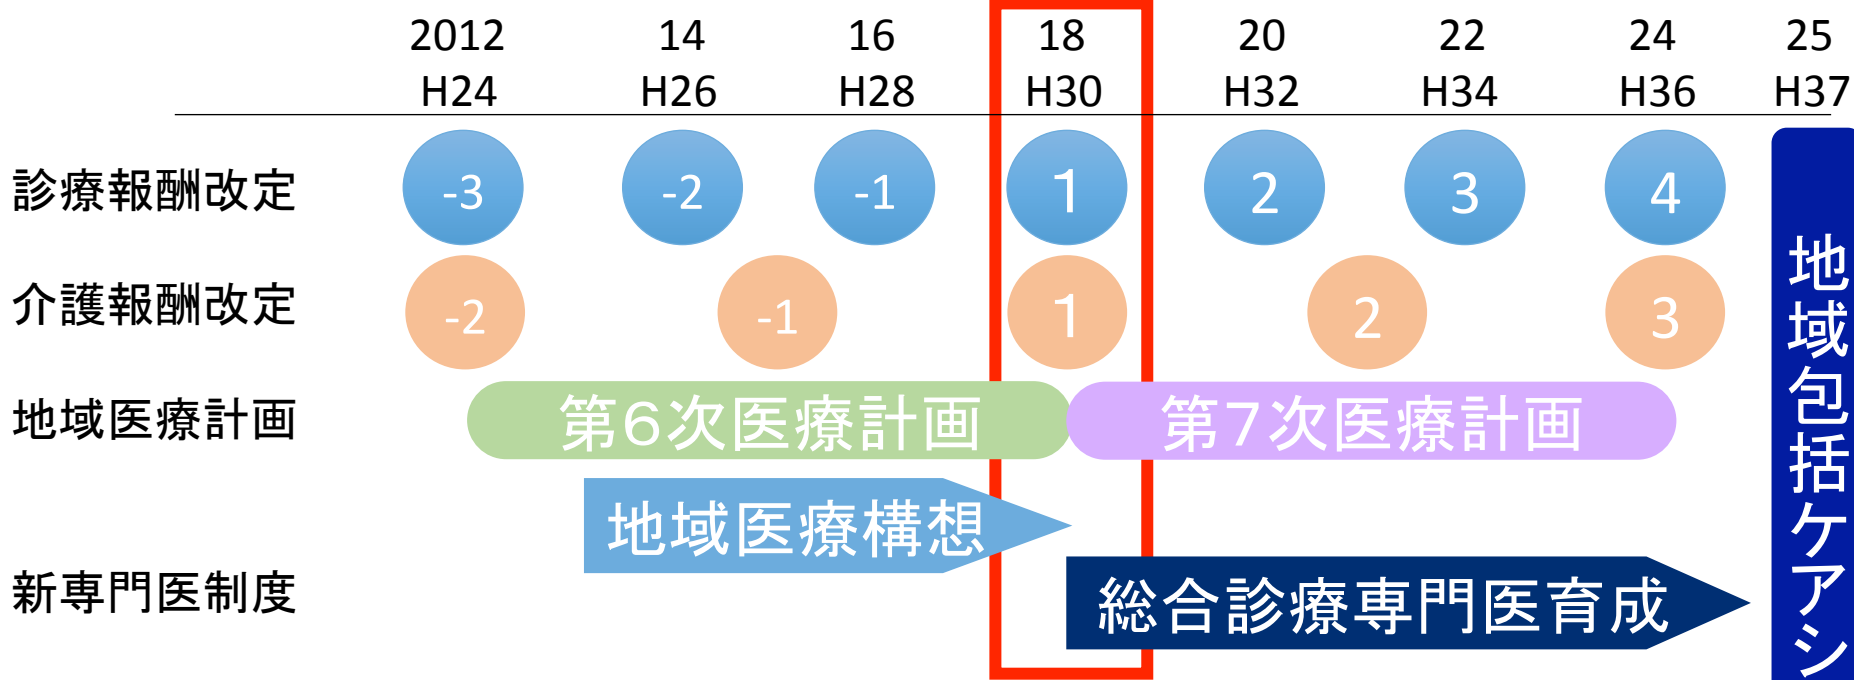 2012 14 16 18 20 22 24 25
H24 H26 H28 H30 H32 H34 H36 H37
診療報酬改定 -3 -2 -1 1 2 3 4
介護報酬改定 -2 -1 1 2 3
地域医療計画 第6次医療計画 第7次医療計画
地域医療構想
新専門医制度 総合診療専門医育成
地域包括ケアシ